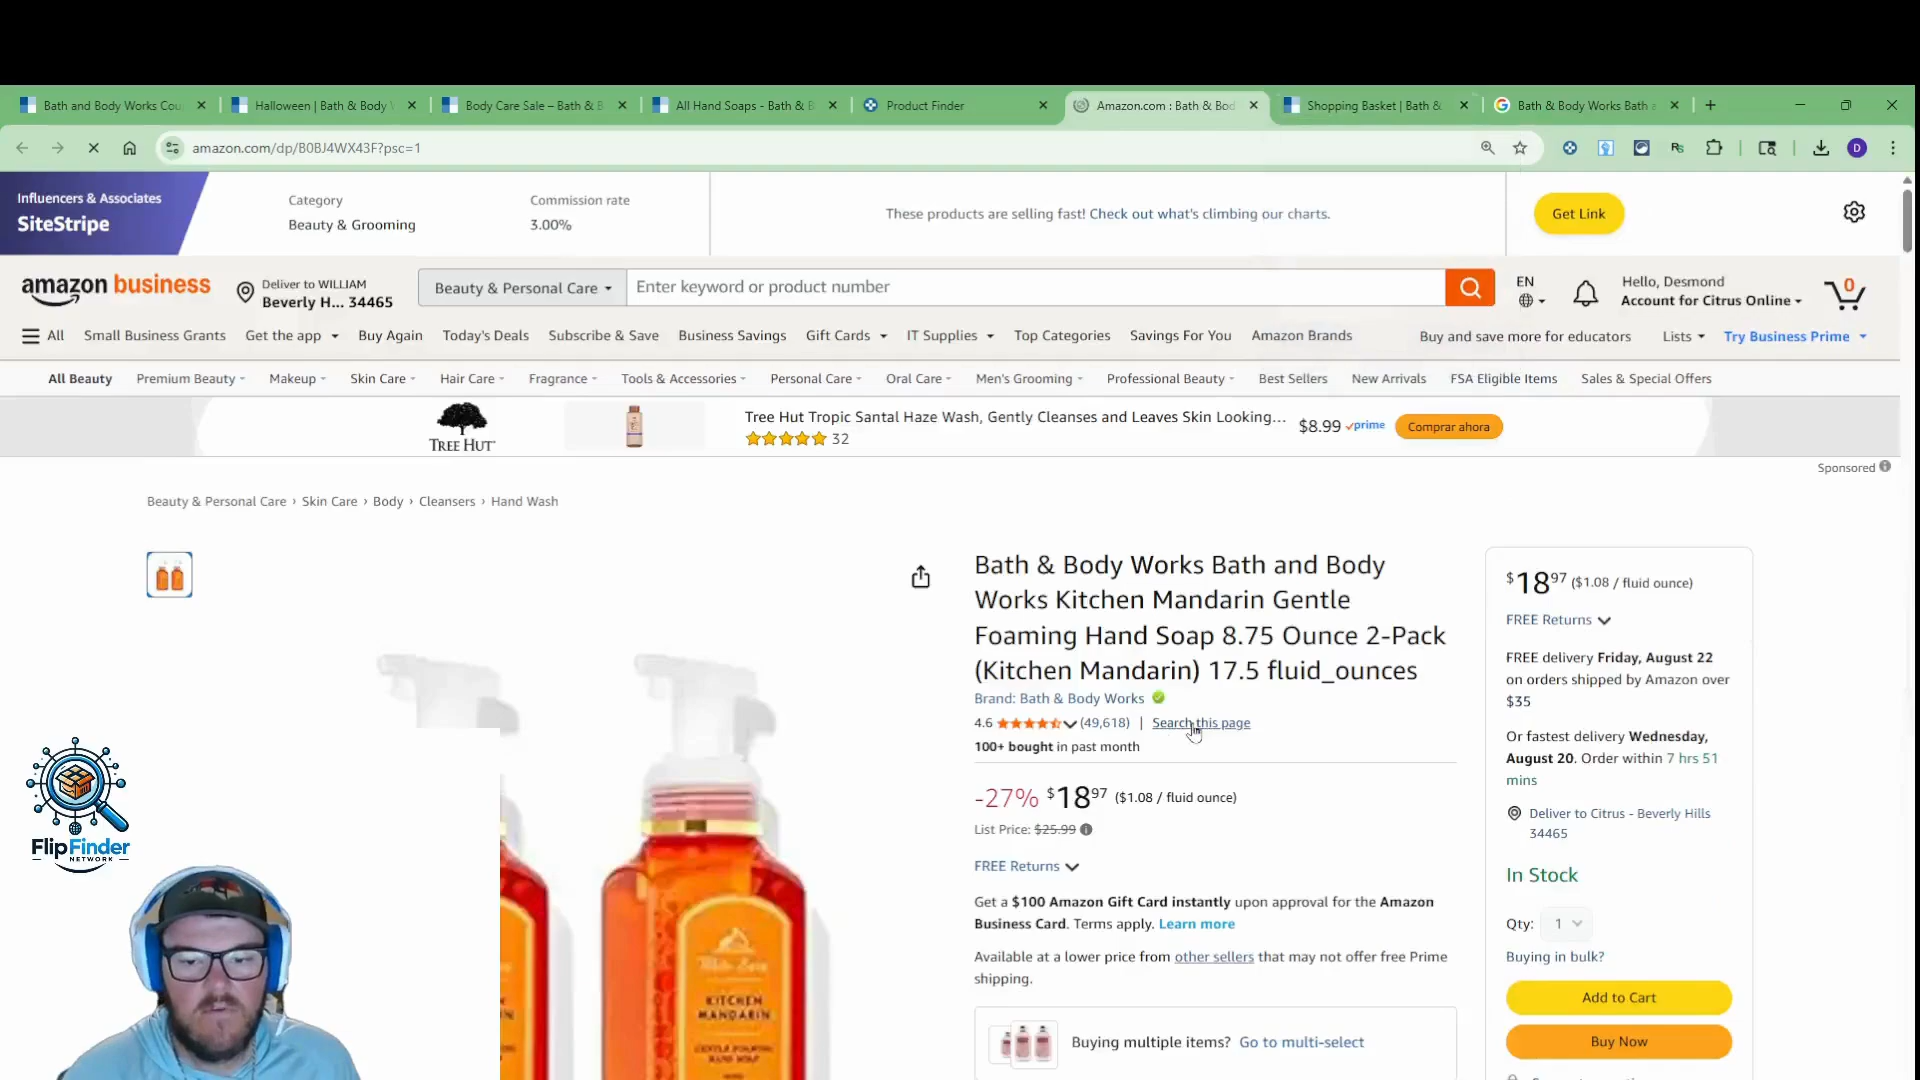 Bath and Body Works Cou
Halloween | Bath & Body
Body Care Sale – Bath & B
All Hand Soaps - Bath & B
Product Finder
Amazon.com : Bath & Bod
Shopping Basket | Bath &
Bath & Body Works Bath a
amazon.com/dp/B0BJ4WX43F?psc=1
Influencers & Associates
SiteStripe
Category
Beauty & Grooming
Commission rate
3.00%
These products are selling fast! Check out what's climbing our charts.
Get Link
amazon business
Deliver to WILLIAM
Beverly H... 34465
Beauty & Personal Care
Enter keyword or product number
EN
Hello, Desmond
Account for Citrus Online
0
All
Small Business Grants
Get the app
Buy Again
Today's Deals
Subscribe & Save
Business Savings
Gift Cards
IT Supplies
Top Categories
Savings For You
Amazon Brands
Buy and save more for educators
Lists
Try Business Prime
All Beauty
Premium Beauty
Makeup
Skin Care
Hair Care
Fragrance
Tools & Accessories
Personal Care
Oral Care
Men's Grooming
Professional Beauty
Best Sellers
New Arrivals
FSA Eligible Items
Sales & Special Offers
TREE HUT
Tree Hut Tropic Santal Haze Wash, Gently Cleanses and Leaves Skin Looking...
32
$8.99 prime
Comprar ahora
Sponsored
Beauty & Personal Care › Skin Care › Body › Cleansers › Hand Wash
Bath & Body Works Bath and Body
Works Kitchen Mandarin Gentle
Foaming Hand Soap 8.75 Ounce 2-Pack
(Kitchen Mandarin) 17.5 fluid_ounces
Brand: Bath & Body Works
4.6 (49,618) | Search this page
100+ bought in past month
-27% $18.97 ($1.08 / fluid ounce)
List Price: $25.99
FREE Returns
Get a $100 Amazon Gift Card instantly upon approval for the Amazon
Business Card. Terms apply. Learn more
Available at a lower price from other sellers that may not offer free Prime
shipping.
Buying multiple items? Go to multi-select
$18.97 ($1.08 / fluid ounce)
FREE Returns
FREE delivery Friday, August 22
on orders shipped by Amazon over
$35
Or fastest delivery Wednesday,
August 20. Order within 7 hrs 51
mins
Deliver to Citrus - Beverly Hills
34465
In Stock
Qty: 1
Buying in bulk?
Add to Cart
Buy Now
KITCHEN
MANDARIN
FlipFinder
NETWORK
D